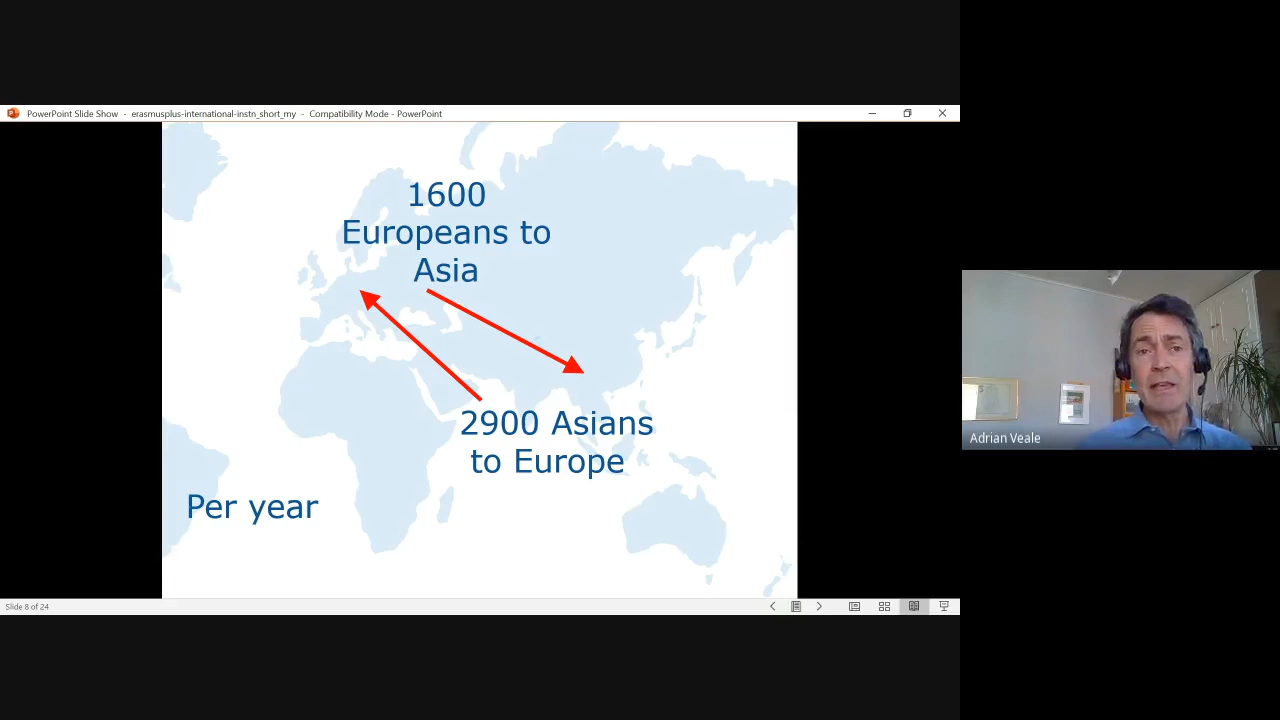 PowerPoint Slide Show - erasmusplus-international-instn_short_my - Compatibility Mode - PowerPoint
1600
Europeans to
Asia
2900 Asians
to Europe
Per year
Adrian Veale
Slide 8 of 24